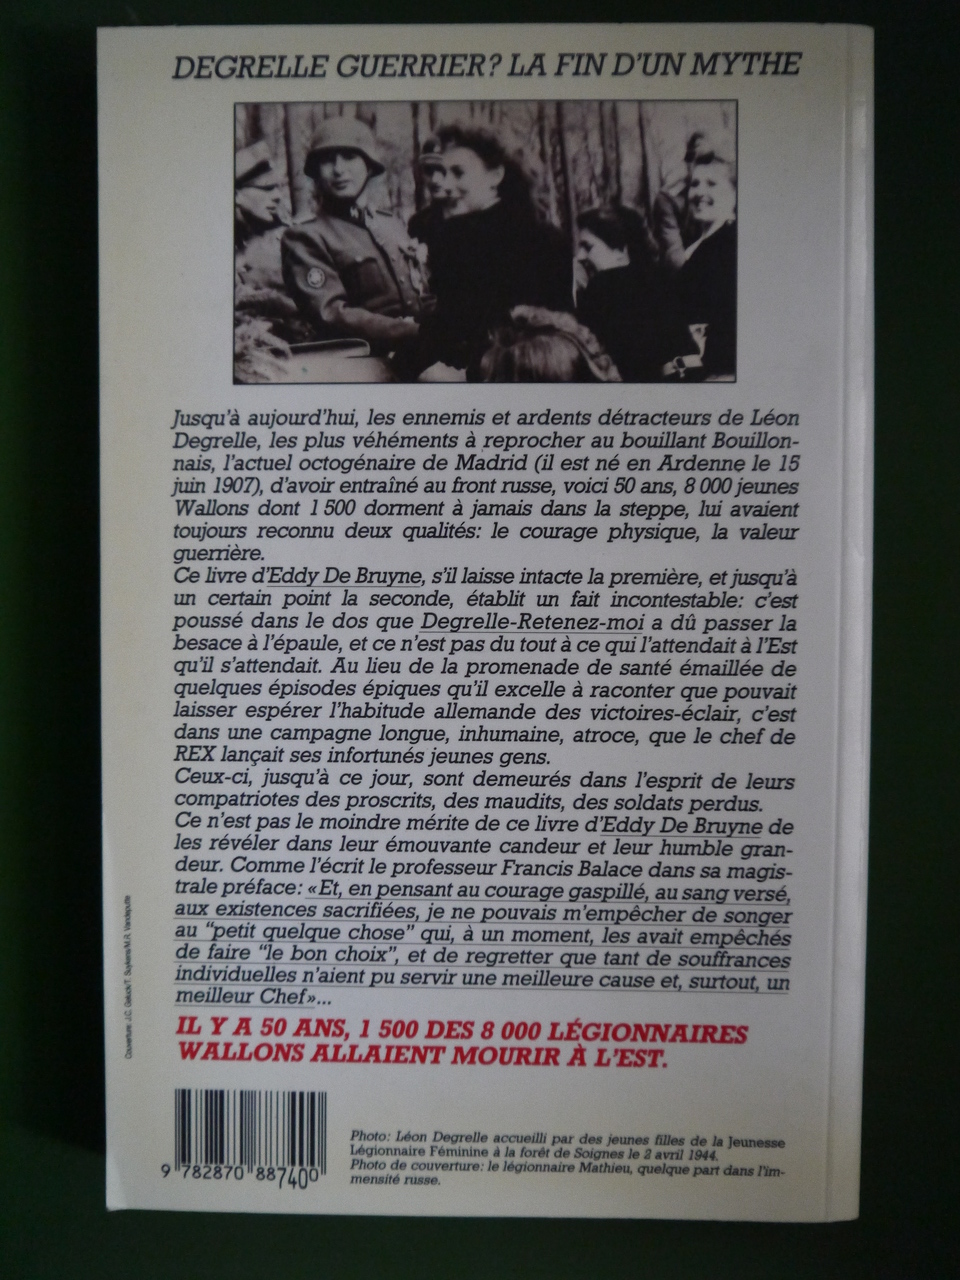 DEGRELLE GUERRIER? LA FIN D'UN MYTHE
Jusqu'à aujourd'hui, les ennemis et ardents détracteurs de Léon
Degrelle, les plus véhéments à reprocher au bouillant Bouillon-
nais, l'actuel octogénaire de Madrid (il est né en Ardenne le 15
juin 1907), d'avoir entraîné au front russe, voici 50 ans, 8 000 jeunes
Wallons dont 1 500 dorment à jamais dans la steppe, lui avaient
toujours reconnu deux qualités: le courage physique, la valeur
guerrière.
Ce livre d'Eddy De Bruyne, s'il laisse intacte la première, et jusqu'à
un certain point la seconde, établit un fait incontestable: c'est
poussé dans le dos que Degrelle-Retenez-moi a dû passer la
besace à l'épaule, et ce n'est pas du tout à ce qui l'attendait à l'Est
qu'il s'attendait. Au lieu de la promenade de santé émaillée de
quelques épisodes épiques qu'il excelle à raconter que pouvait
laisser espérer l'habitude allemande des victoires-éclair, c'est
dans une campagne longue, inhumaine, atroce, que le chef de
REX lançait ses infortunés jeunes gens.
Ceux-ci, jusqu'à ce jour, sont demeurés dans l'esprit de leurs
compatriotes des proscrits, des maudits, des soldats perdus.
Ce n'est pas le moindre mérite de ce livre d'Eddy De Bruyne de
les révéler dans leur émouvante candeur et leur humble gran-
deur. Comme l'écrit le professeur Francis Balace dans sa magis-
trale préface: «Et, en pensant au courage gaspillé, au sang versé,
aux existences sacrifiées, je ne pouvais m'empêcher de songer
au "petit quelque chose" qui, à un moment, les avait empêchés
de faire "le bon choix", et de regretter que tant de souffrances
individuelles n'aient pu servir une meilleure cause et, surtout, un
meilleur Chef»...
IL Y A 50 ANS, 1 500 DES 8 000 LÉGIONNAIRES
WALLONS ALLAIENT MOURIR À L'EST.
Photo: Léon Degrelle accueilli par des jeunes filles de la Jeunesse
Légionnaire Féminine à la forêt de Soignes le 2 avril 1944.
Photo de couverture: le légionnaire Mathieu, quelque part dans l'im-
mensité russe.
9 782870 887400
Couverture: J.C.